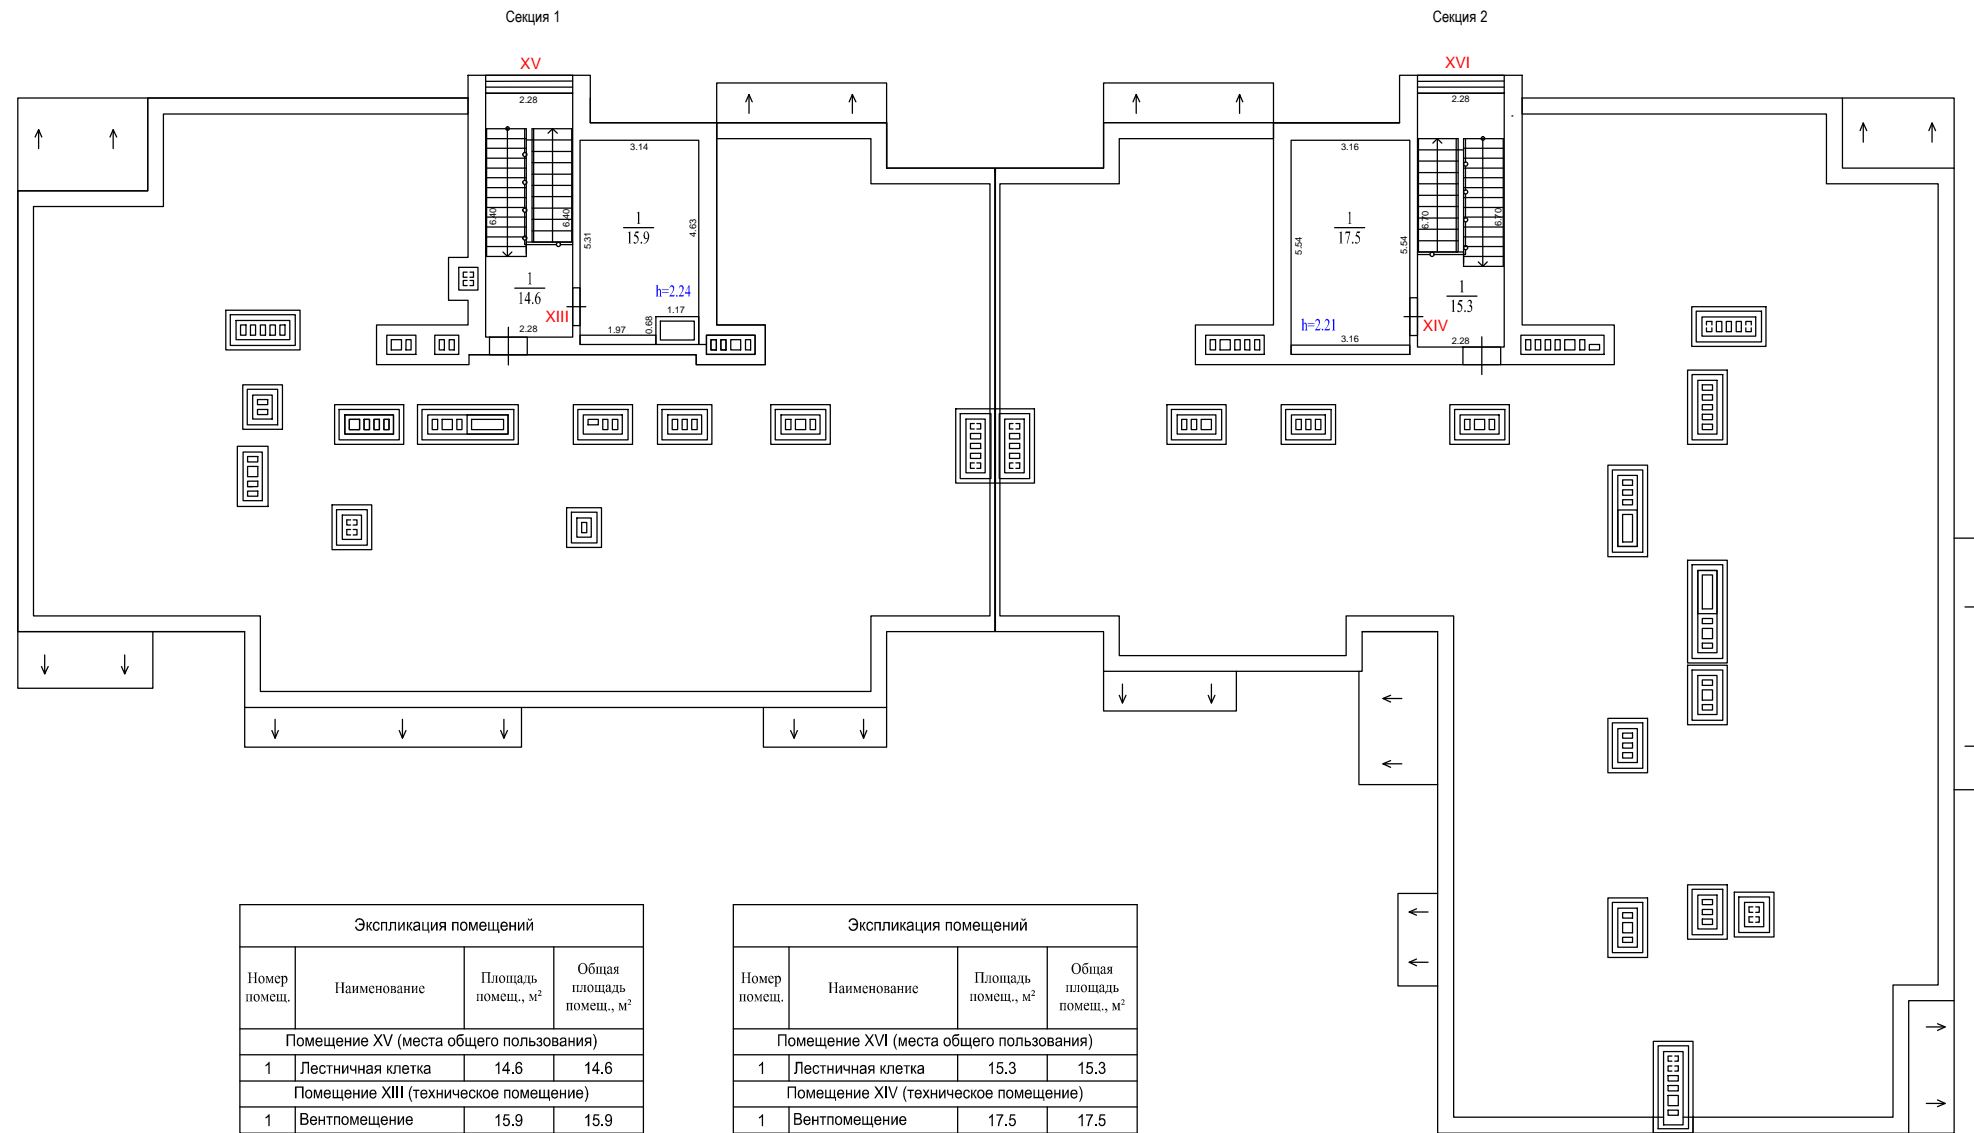 Секция 1
Секция 2
XV
XVI
2.28
2.28
3.14
3.16
6.40
6.40
5.31
4.63
1
15.9
1
17.5
5.54
5.54
6.70
6.70
1
14.6
h=2.24
1
15.3
XIII
1.17
0.68
1.97
2.28
h=2.21
XIV
3.16
2.28
Экспликация помещений
Номер помещ.
Наименование
Площадь помещ., м²
Общая площадь помещ., м²
Помещение XV (места общего пользования)
1 Лестничная клетка 14.6 14.6
Помещение XIII (техническое помещение)
1 Вентпомещение 15.9 15.9
Экспликация помещений
Номер помещ.
Наименование
Площадь помещ., м²
Общая площадь помещ., м²
Помещение XVI (места общего пользования)
1 Лестничная клетка 15.3 15.3
Помещение XIV (техническое помещение)
1 Вентпомещение 17.5 17.5